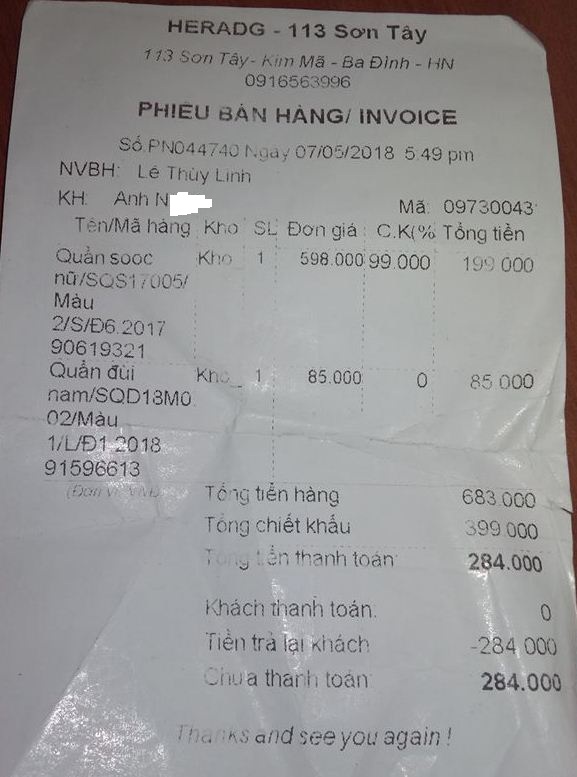 HERADG - 113 Sơn Tây
113 Sơn Tây- Kim Mã - Ba Đình - HN
0916563996
PHIẾU BÁN HÀNG/ INVOICE
Số PN044740 Ngày 07/05/2018 5:49 pm
NVBH: Lê Thùy Linh
KH: Anh N
Mã: 09730043
Tên/Mã hàng Kho SL Đơn giá C.K(% Tổng tiền
Quần sooc Kho 1 598.000 99.000 199 000
nữ/SQS17005/
Màu
2/S/Đ6.2017
90619321
Quần đùi Kho 1 85.000 0 85 000
nam/SQD18M0
02/Màu
1/L/Đ1 2018
91596613
(Đơn vị: VNĐ) Tổng tiền hàng 683.000
Tổng chiết khấu 399 000
Tổng tiền thanh toán 284.000
Khách thanh toán: 0
Tiền trả lại khách -284 000
Chưa thanh toán 284.000
Thanks and see you again !